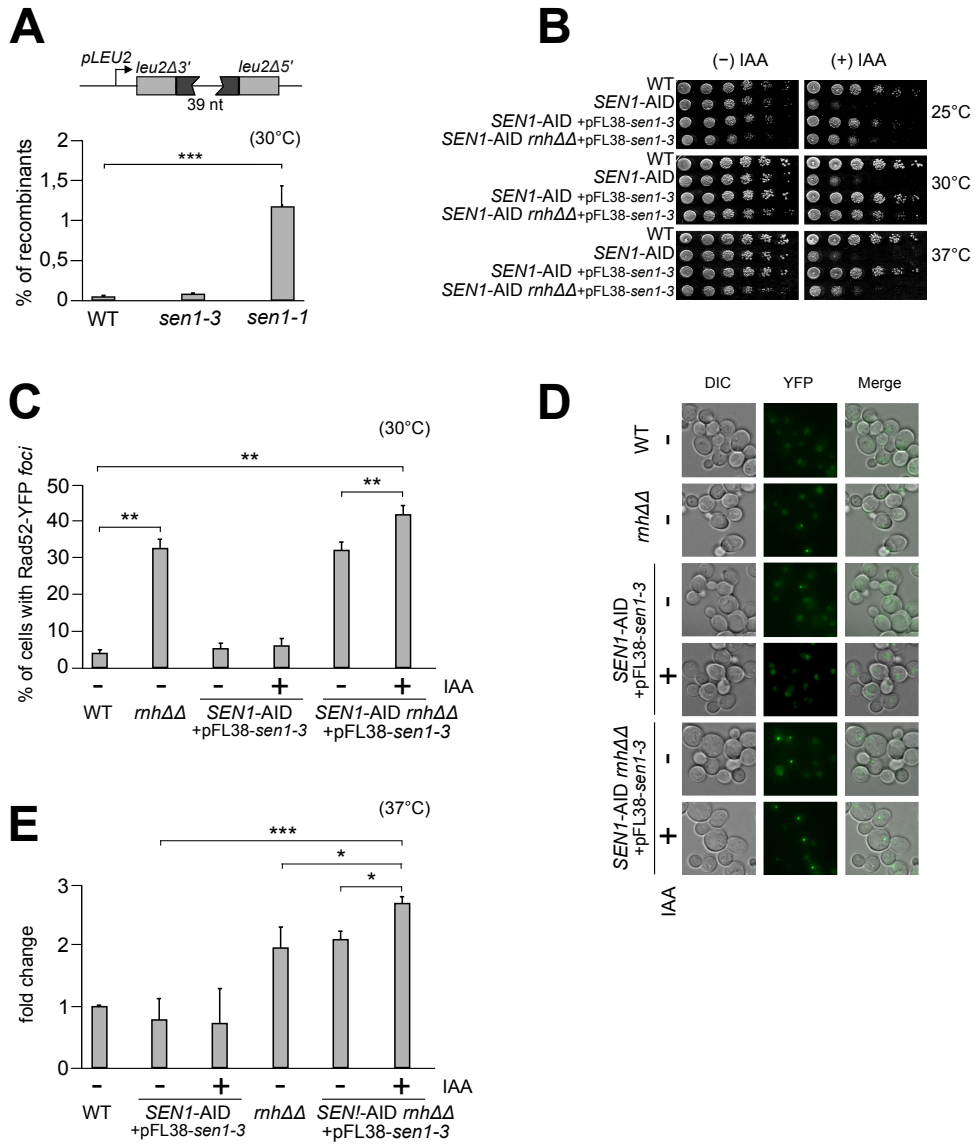 A
pLEU2
leu2Δ3'
leu2Δ5'
39 nt
(30°C)
% of recombinants
2
1,5
1
0,5
0
***
WT
sen1-3
sen1-1
B
(−) IAA
(+) IAA
WT
SEN1-AID
SEN1-AID +pFL38-sen1-3
SEN1-AID rnhΔΔ+pFL38-sen1-3
25°C
WT
SEN1-AID
SEN1-AID +pFL38-sen1-3
SEN1-AID rnhΔΔ+pFL38-sen1-3
30°C
WT
SEN1-AID
SEN1-AID +pFL38-sen1-3
SEN1-AID rnhΔΔ+pFL38-sen1-3
37°C
C
(30°C)
% of cells with Rad52-YFP foci
50
40
30
20
10
0
**
**
**
- - - + - + IAA
WT
rnhΔΔ
SEN1-AID
+pFL38-sen1-3
SEN1-AID rnhΔΔ
+pFL38-sen1-3
D
DIC
YFP
Merge
WT
-
rnhΔΔ
-
SEN1-AID
+pFL38-sen1-3
-
+
SEN1-AID rnhΔΔ
+pFL38-sen1-3
-
+
IAA
E
(37°C)
fold change
3
2
1
0
***
*
*
- - + - - + IAA
WT
SEN1-AID
+pFL38-sen1-3
rnhΔΔ
SEN!-AID rnhΔΔ
+pFL38-sen1-3